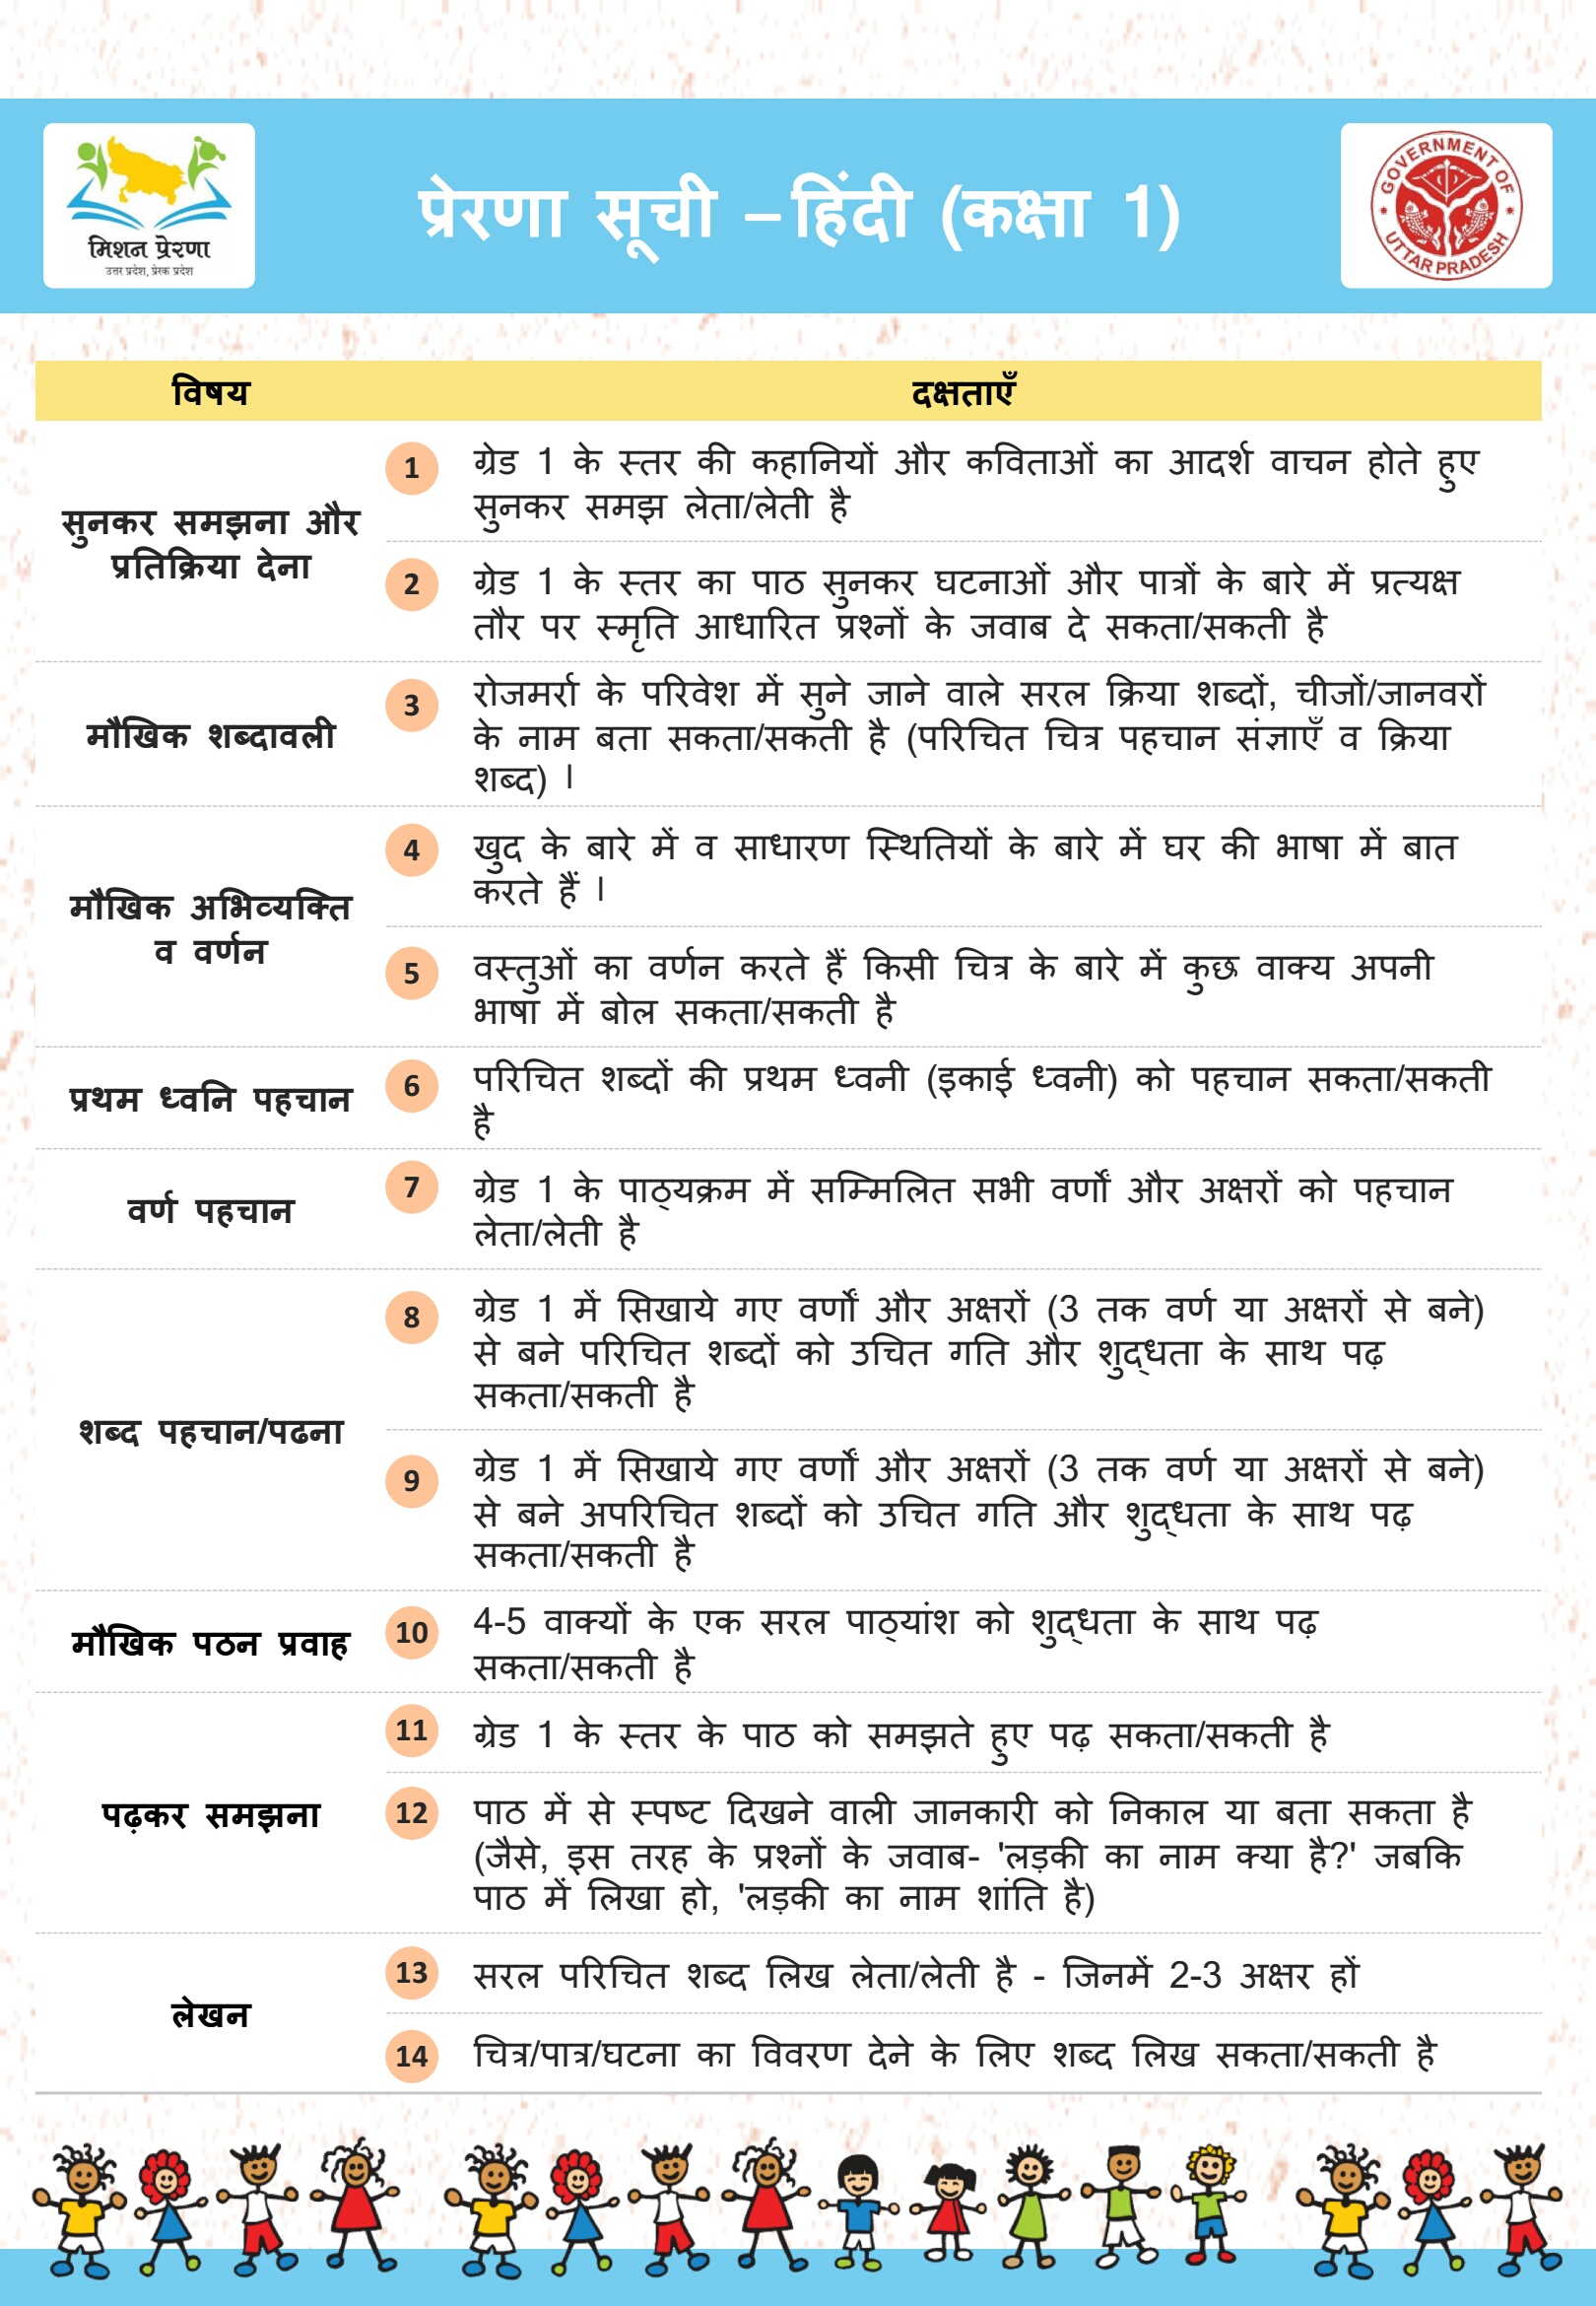 मिशन प्रेरणा
उत्तर प्रदेश, प्रेरक प्रदेश
प्रेरणा सूची – हिंदी (कक्षा 1)
GOVERNMENT OF
UTTAR PRADESH
विषय
दक्षताएँ
सुनकर समझना और
प्रतिक्रिया देना
1
ग्रेड 1 के स्तर की कहानियों और कविताओं का आदर्श वाचन होते हुए
सुनकर समझ लेता/लेती है
2
ग्रेड 1 के स्तर का पाठ सुनकर घटनाओं और पात्रों के बारे में प्रत्यक्ष
तौर पर स्मृति आधारित प्रश्नों के जवाब दे सकता/सकती है
मौखिक शब्दावली
3
रोजमर्रा के परिवेश में सुने जाने वाले सरल क्रिया शब्दों, चीजों/जानवरों
के नाम बता सकता/सकती है (परिचित चित्र पहचान संज्ञाएँ व क्रिया
शब्द) ।
मौखिक अभिव्यक्ति
व वर्णन
4
खुद के बारे में व साधारण स्थितियों के बारे में घर की भाषा में बात
करते हैं ।
5
वस्तुओं का वर्णन करते हैं किसी चित्र के बारे में कुछ वाक्य अपनी
भाषा में बोल सकता/सकती है
प्रथम ध्वनि पहचान
6
परिचित शब्दों की प्रथम ध्वनी (इकाई ध्वनी) को पहचान सकता/सकती
है
वर्ण पहचान
7
ग्रेड 1 के पाठ्यक्रम में सम्मिलित सभी वर्णों और अक्षरों को पहचान
लेता/लेती है
शब्द पहचान/पढना
8
ग्रेड 1 में सिखाये गए वर्णों और अक्षरों (3 तक वर्ण या अक्षरों से बने)
से बने परिचित शब्दों को उचित गति और शुद्धता के साथ पढ़
सकता/सकती है
9
ग्रेड 1 में सिखाये गए वर्णों और अक्षरों (3 तक वर्ण या अक्षरों से बने)
से बने अपरिचित शब्दों को उचित गति और शुद्धता के साथ पढ़
सकता/सकती है
मौखिक पठन प्रवाह
10
4-5 वाक्यों के एक सरल पाठ्यांश को शुद्धता के साथ पढ़
सकता/सकती है
पढ़कर समझना
11
ग्रेड 1 के स्तर के पाठ को समझते हुए पढ़ सकता/सकती है
12
पाठ में से स्पष्ट दिखने वाली जानकारी को निकाल या बता सकता है
(जैसे, इस तरह के प्रश्नों के जवाब- 'लड़की का नाम क्या है?' जबकि
पाठ में लिखा हो, 'लड़की का नाम शांति है)
लेखन
13
सरल परिचित शब्द लिख लेता/लेती है - जिनमें 2-3 अक्षर हों
14
चित्र/पात्र/घटना का विवरण देने के लिए शब्द लिख सकता/सकती है